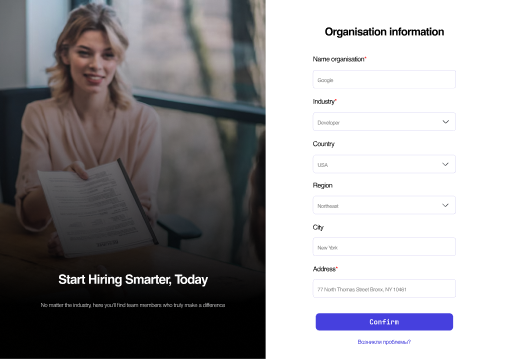 Start Hiring Smarter, Today
No matter the industry, here you'll find team members who truly make a difference
Organisation information
Name organisation*
Google
Industry*
Developer
Country
USA
Region
Northeast
City
New York
Address*
77 North Thomas Street Bronx, NY 10461
Confirm
Возникли проблемы?